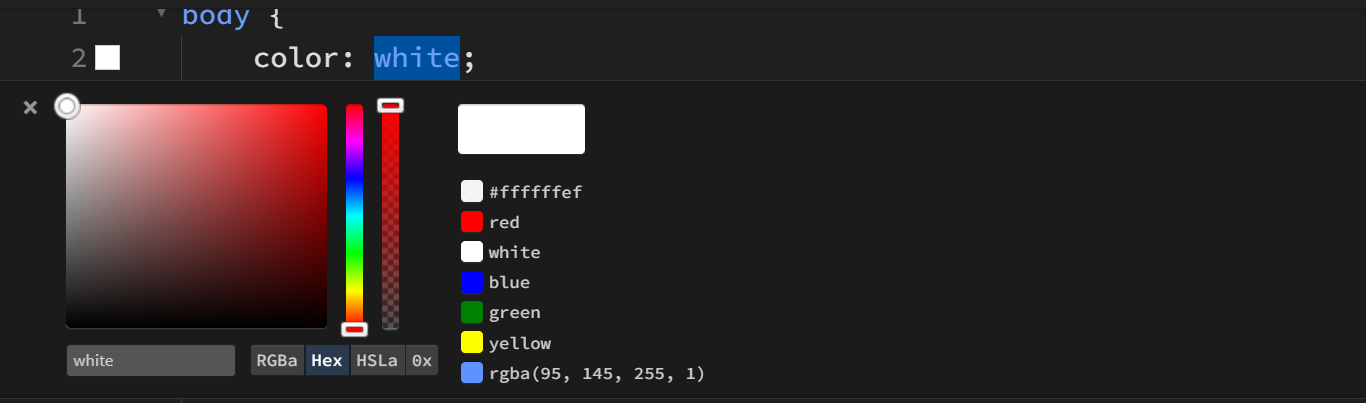 1 body {
2 color: white;
#ffffffef
red
white
blue
green
yellow
rgba(95, 145, 255, 1)
white RGBa Hex HSLa 0x